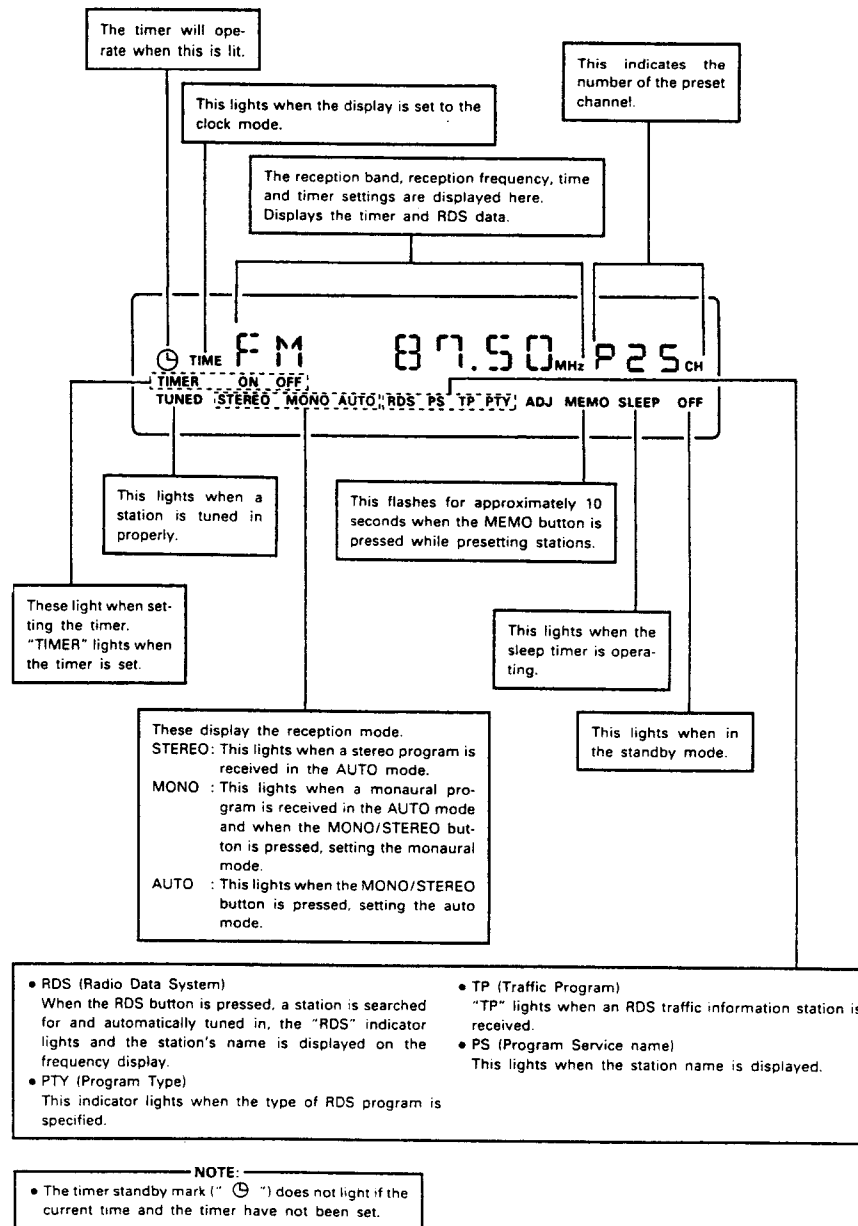 The timer will ope-
rate when this is lit.
This lights when the display is set to the
clock mode.
This indicates the
number of the preset
channel.
The reception band, reception frequency, time
and timer settings are displayed here.
Displays the timer and RDS data.
TIME FM 87.50 MHz P25 CH
TIMER ON OFF
TUNED STEREO MONO AUTO RDS PS TP PTY ADJ MEMO SLEEP OFF
This lights when a
station is tuned in
properly.
This flashes for approximately 10
seconds when the MEMO button is
pressed while presetting stations.
These light when set-
ting the timer.
"TIMER" lights when
the timer is set.
This lights when the
sleep timer is opera-
ting.
This lights when in
the standby mode.
These display the reception mode.
STEREO: This lights when a stereo program is
received in the AUTO mode.
MONO : This lights when a monaural pro-
gram is received in the AUTO mode
and when the MONO/STEREO but-
ton is pressed, setting the monaural
mode.
AUTO : This lights when the MONO/STEREO
button is pressed, setting the auto
mode.
• RDS (Radio Data System)
When the RDS button is pressed, a station is searched
for and automatically tuned in, the "RDS" indicator
lights and the station's name is displayed on the
frequency display.
• PTY (Program Type)
This indicator lights when the type of RDS program is
specified.
• TP (Traffic Program)
"TP" lights when an RDS traffic information station is
received.
• PS (Program Service name)
This lights when the station name is displayed.
NOTE:
• The timer standby mark (" ") does not light if the
current time and the timer have not been set.